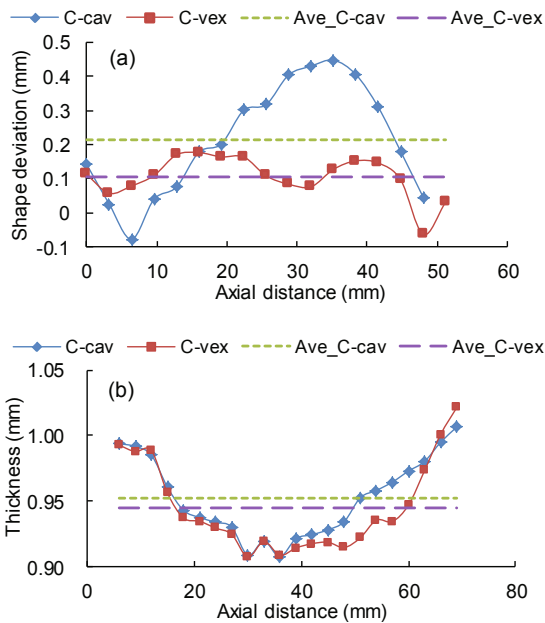 C-cav C-vex Ave_C-cav Ave_C-vex
(a)
Shape deviation (mm)
0.5
0.4
0.3
0.2
0.1
0
-0.1
0 10 20 30 40 50 60
Axial distance (mm)
C-cav C-vex Ave_C-cav Ave_C-vex
(b)
Thickness (mm)
1.05
1.00
0.95
0.90
0 20 40 60 80
Axial distance (mm)